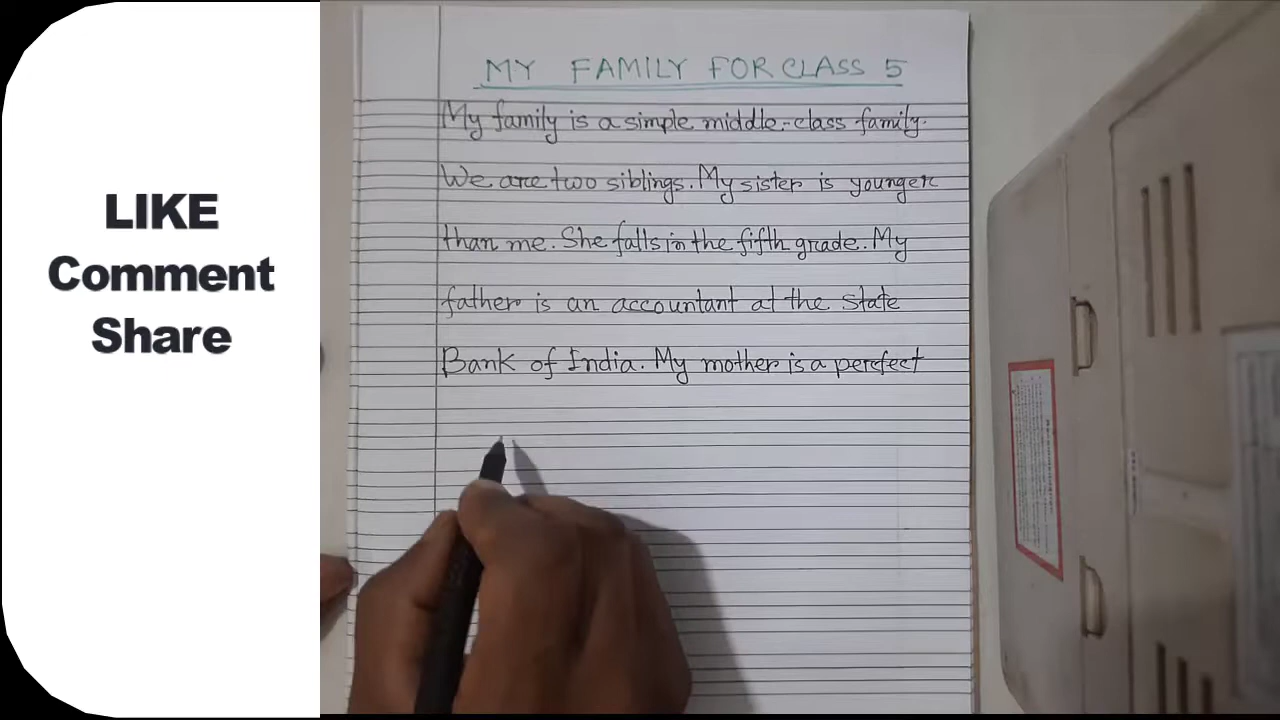 LIKE
Comment
Share
MY FAMILY FOR CLASS 5
My family is a simple middle-class family.
We are two siblings. My sister is younger
than me. She falls in the fifth grade. My
father is an accountant at the State
Bank of India. My mother is a perfect